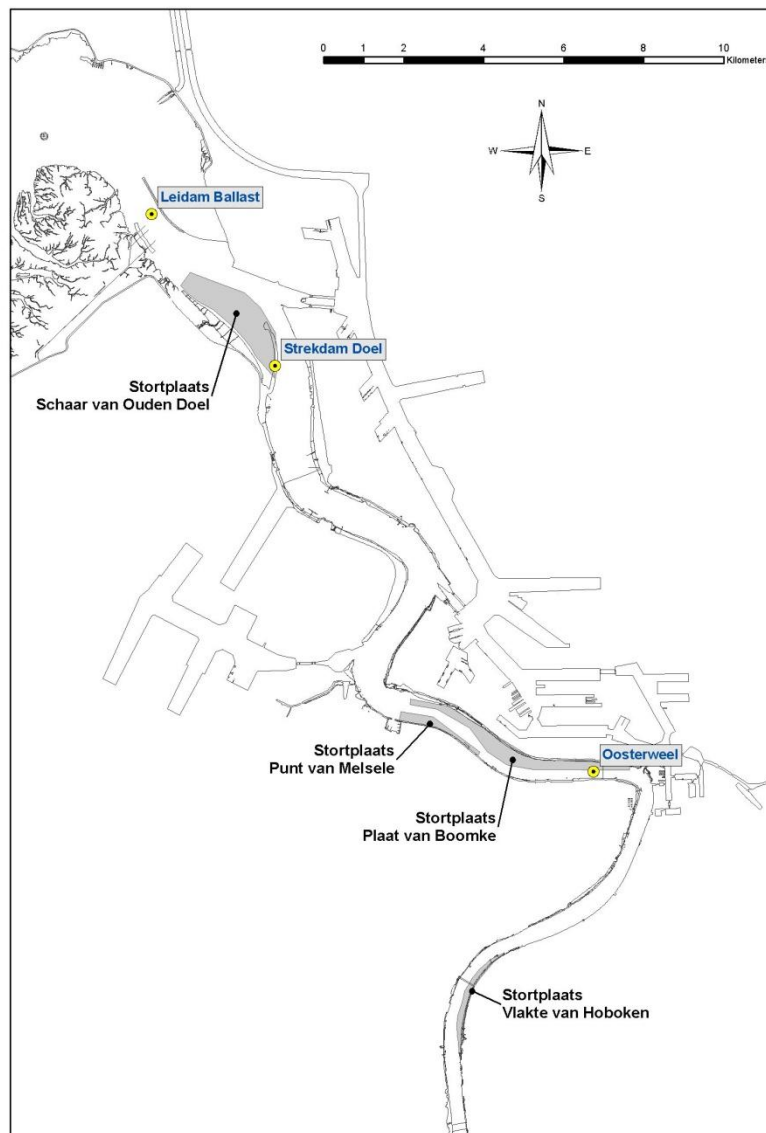 0 1 2 4 6 8 10
Kilometers
N
W E
S
Leidam Ballast
Strekdam Doel
Stortplaats
Schaar van Ouden Doel
Stortplaats
Punt van Melsele
Oosterweel
Stortplaats
Plaat van Boomke
Stortplaats
Vlakte van Hoboken